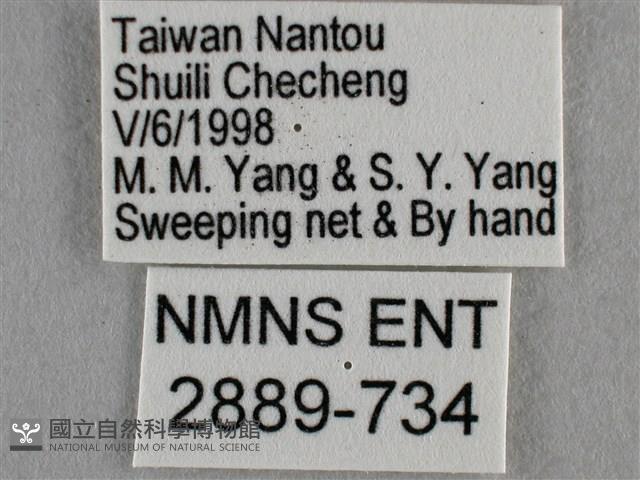 Taiwan Nantou
Shuili Checheng
V/6/1998
M. M. Yang & S. Y. Yang
Sweeping net & By hand
NMNS ENT
2889-734
國立自然科學博物館
NATIONAL MUSEUM OF NATURAL SCIENCE